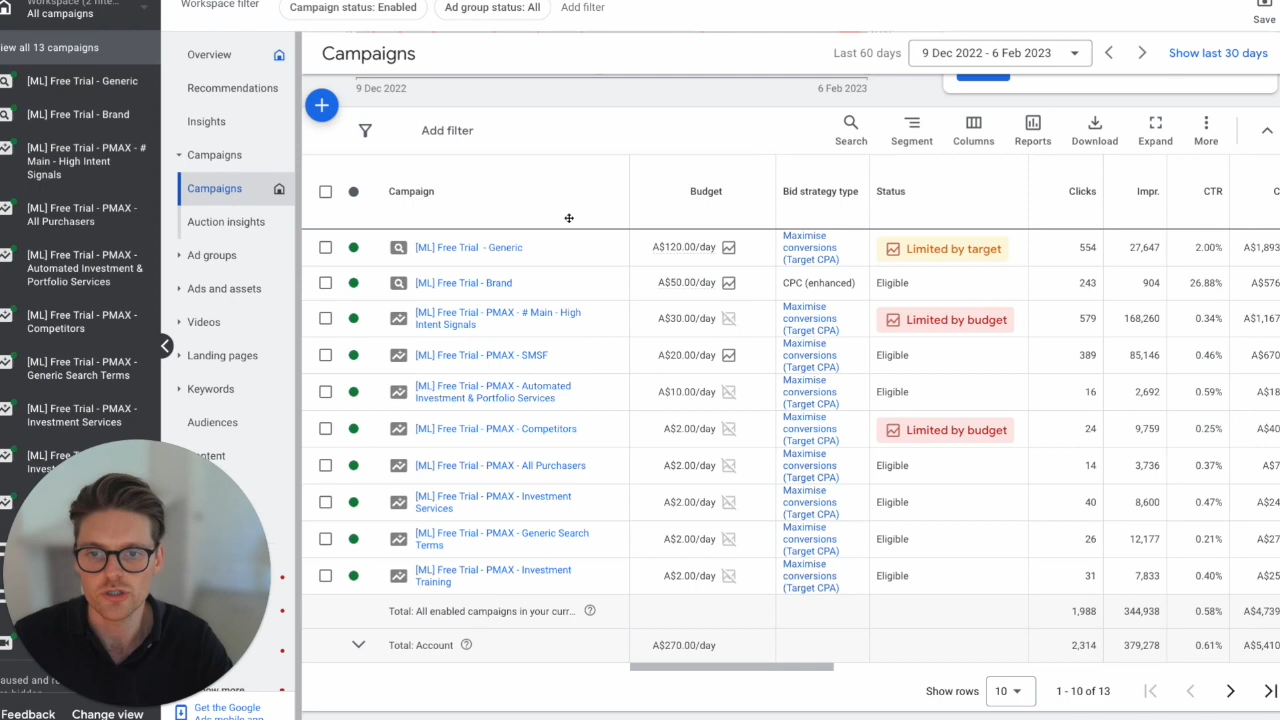 Workspace (2 filte...
All campaigns
Workspace filter
Campaign status: Enabled
Ad group status: All
Add filter
Save
iew all 13 campaigns
[ML] Free Trial - Generic
[ML] Free Trial - Brand
[ML] Free Trial - PMAX - #
Main - High Intent
Signals
[ML] Free Trial - PMAX -
All Purchasers
[ML] Free Trial - PMAX -
Automated Investment &
Portfolio Services
[ML] Free Trial - PMAX -
Competitors
[ML] Free Trial - PMAX -
Generic Search Terms
[ML] Free Trial - PMAX -
Investment Services
[ML] Fre
Inves
aused and re
Feedback
Change view
Overview
Recommendations
Insights
Campaigns
Campaigns
Auction insights
Ad groups
Ads and assets
Videos
Landing pages
Keywords
Audiences
ontent
ow more
Get the Google
Ads mobile app
Campaigns
Last 60 days
9 Dec 2022 - 6 Feb 2023
Show last 30 days
9 Dec 2022
6 Feb 2023
Add filter
Search
Segment
Columns
Reports
Download
Expand
More
Campaign Budget Bid strategy type Status Clicks Impr. CTR C
[ML] Free Trial - Generic A$120.00/day Maximise conversions (Target CPA) Limited by target 554 27,647 2.00% A$1,893
[ML] Free Trial - Brand A$50.00/day CPC (enhanced) Eligible 243 904 26.88% A$576
[ML] Free Trial - PMAX - # Main - High Intent Signals A$30.00/day Maximise conversions (Target CPA) Limited by budget 579 168,260 0.34% A$1,167
[ML] Free Trial - PMAX - SMSF A$20.00/day Maximise conversions (Target CPA) Eligible 389 85,146 0.46% A$670
[ML] Free Trial - PMAX - Automated Investment & Portfolio Services A$10.00/day Maximise conversions (Target CPA) Eligible 16 2,692 0.59% A$18
[ML] Free Trial - PMAX - Competitors A$2.00/day Maximise conversions (Target CPA) Limited by budget 24 9,759 0.25% A$40
[ML] Free Trial - PMAX - All Purchasers A$2.00/day Maximise conversions (Target CPA) Eligible 14 3,736 0.37% A$7
[ML] Free Trial - PMAX - Investment Services A$2.00/day Maximise conversions (Target CPA) Eligible 40 8,600 0.47% A$24
[ML] Free Trial - PMAX - Generic Search Terms A$2.00/day Maximise conversions (Target CPA) Eligible 26 12,177 0.21% A$27
[ML] Free Trial - PMAX - Investment Training A$2.00/day Maximise conversions (Target CPA) Eligible 31 7,833 0.40% A$25
Total: All enabled campaigns in your curr... 1,988 344,938 0.58% A$4,739
Total: Account A$270.00/day 2,314 379,278 0.61% A$5,410
Show rows 10 1 - 10 of 13